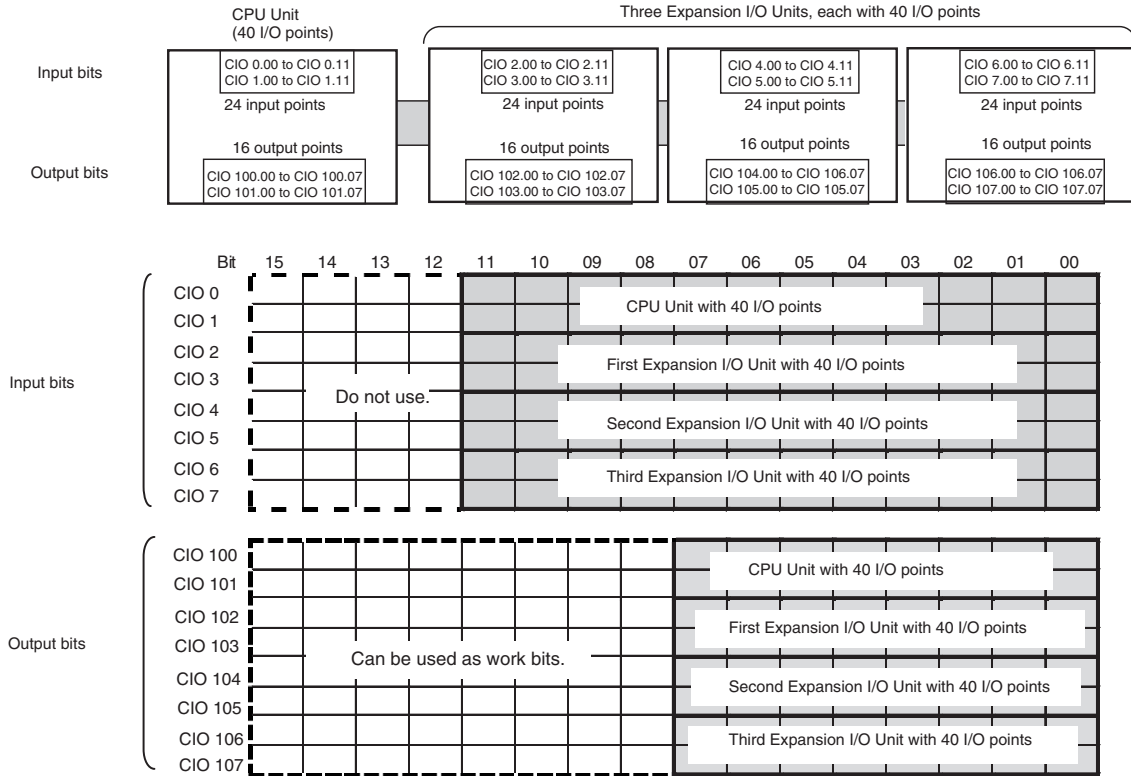 CPU Unit
(40 I/O points)
Three Expansion I/O Units, each with 40 I/O points
Input bits
CIO 0.00 to CIO 0.11
CIO 1.00 to CIO 1.11
24 input points
CIO 2.00 to CIO 2.11
CIO 3.00 to CIO 3.11
24 input points
CIO 4.00 to CIO 4.11
CIO 5.00 to CIO 5.11
24 input points
CIO 6.00 to CIO 6.11
CIO 7.00 to CIO 7.11
24 input points
Output bits
16 output points
CIO 100.00 to CIO 100.07
CIO 101.00 to CIO 101.07
16 output points
CIO 102.00 to CIO 102.07
CIO 103.00 to CIO 103.07
16 output points
CIO 104.00 to CIO 106.07
CIO 105.00 to CIO 105.07
16 output points
CIO 106.00 to CIO 106.07
CIO 107.00 to CIO 107.07
Bit 15 14 13 12 11 10 09 08 07 06 05 04 03 02 01 00
Input bits
CIO 0
CIO 1
CIO 2
CIO 3
CIO 4
CIO 5
CIO 6
CIO 7
Do not use.
CPU Unit with 40 I/O points
First Expansion I/O Unit with 40 I/O points
Second Expansion I/O Unit with 40 I/O points
Third Expansion I/O Unit with 40 I/O points
Output bits
CIO 100
CIO 101
CIO 102
CIO 103
CIO 104
CIO 105
CIO 106
CIO 107
Can be used as work bits.
CPU Unit with 40 I/O points
First Expansion I/O Unit with 40 I/O points
Second Expansion I/O Unit with 40 I/O points
Third Expansion I/O Unit with 40 I/O points